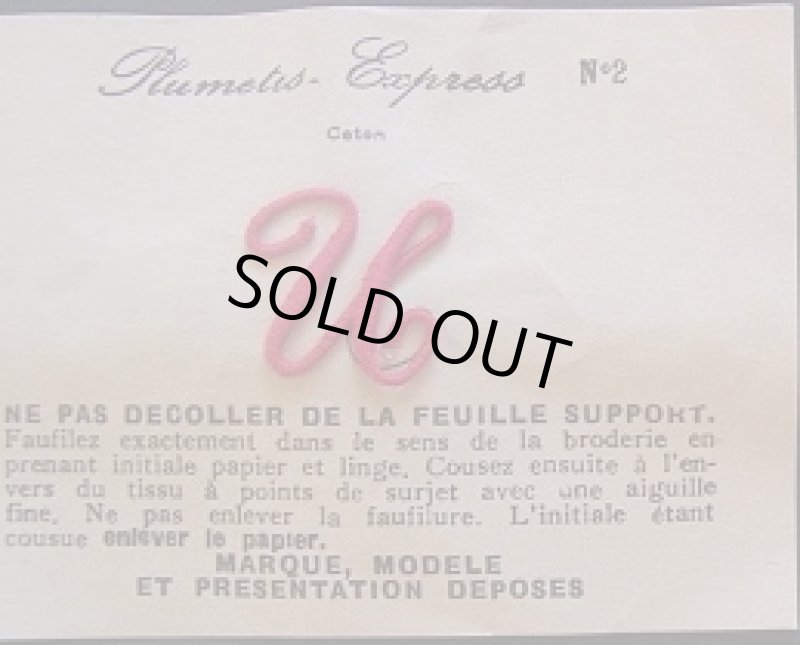 Plumetis - Express N°2
Coton
U
SOLD OUT
NE PAS DECOLLER DE LA FEUILLE SUPPORT.
Faufilez exactement dans le sens de la broderie en
prenant initiale papier et linge. Cousez ensuite à l'en-
vers du tissu à points de surjet avec une aiguille
fine. Ne pas enlever la faufilure. L'initiale étant
cousue enlever le papier.
MARQUE, MODELE
ET PRESENTATION DEPOSES